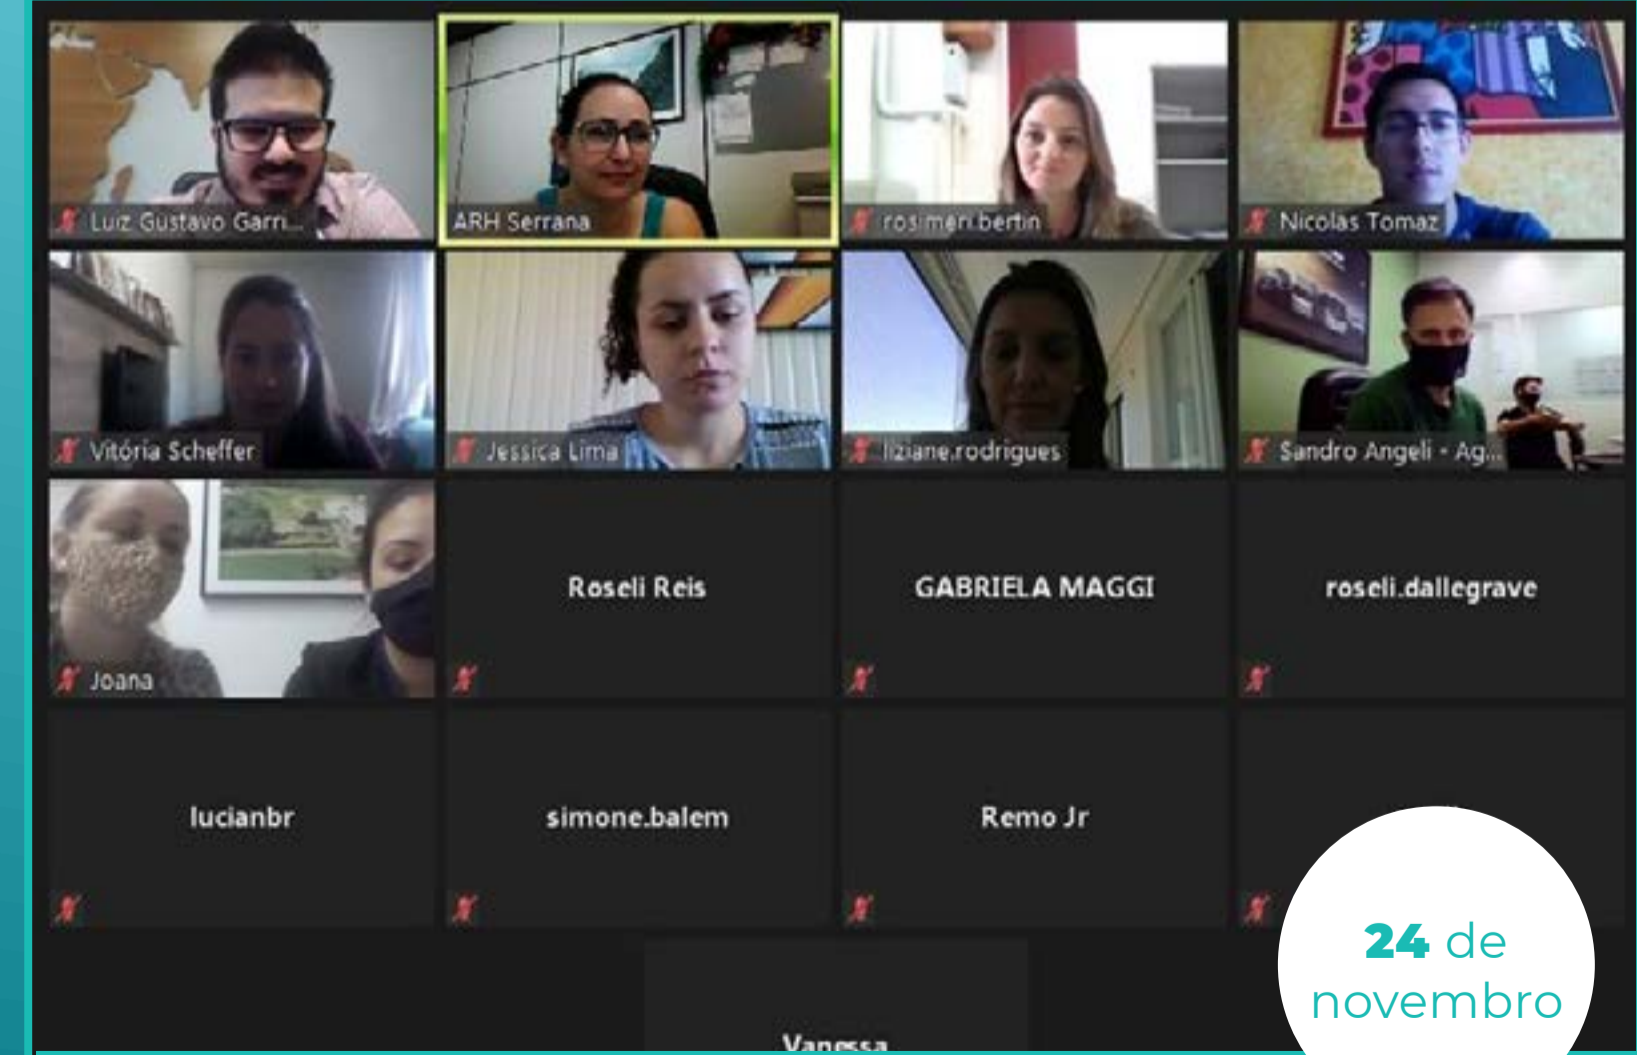 Luiz Gustavo Garri...
ARH Serrana
rosimeri.bertin
Nicolas Tomaz
Vitória Scheffer
Jessica Lima
liziane.rodrigues
Sandro Angeli - Ag...
Joana
Roseli Reis
GABRIELA MAGGI
roseli.dallegrave
lucianbr
simone.balem
Remo Jr
24 de
novembro
Vanessa